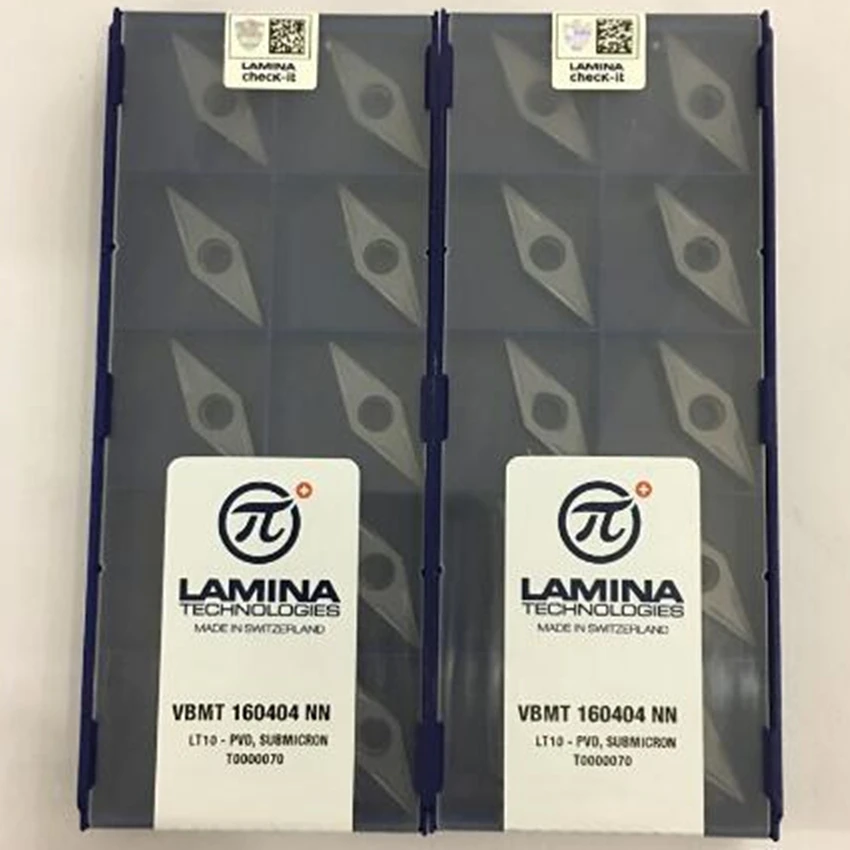 LAMINA
check-it
LAMINA
check-it
π
LAMINA
TECHNOLOGIES
MADE IN SWITZERLAND
VBMT 160404 NN
LT10 - PVD, SUBMICRON
T0000070
π
LAMINA
TECHNOLOGIES
MADE IN SWITZERLAND
VBMT 160404 NN
LT10 - PVD, SUBMICRON
T0000070